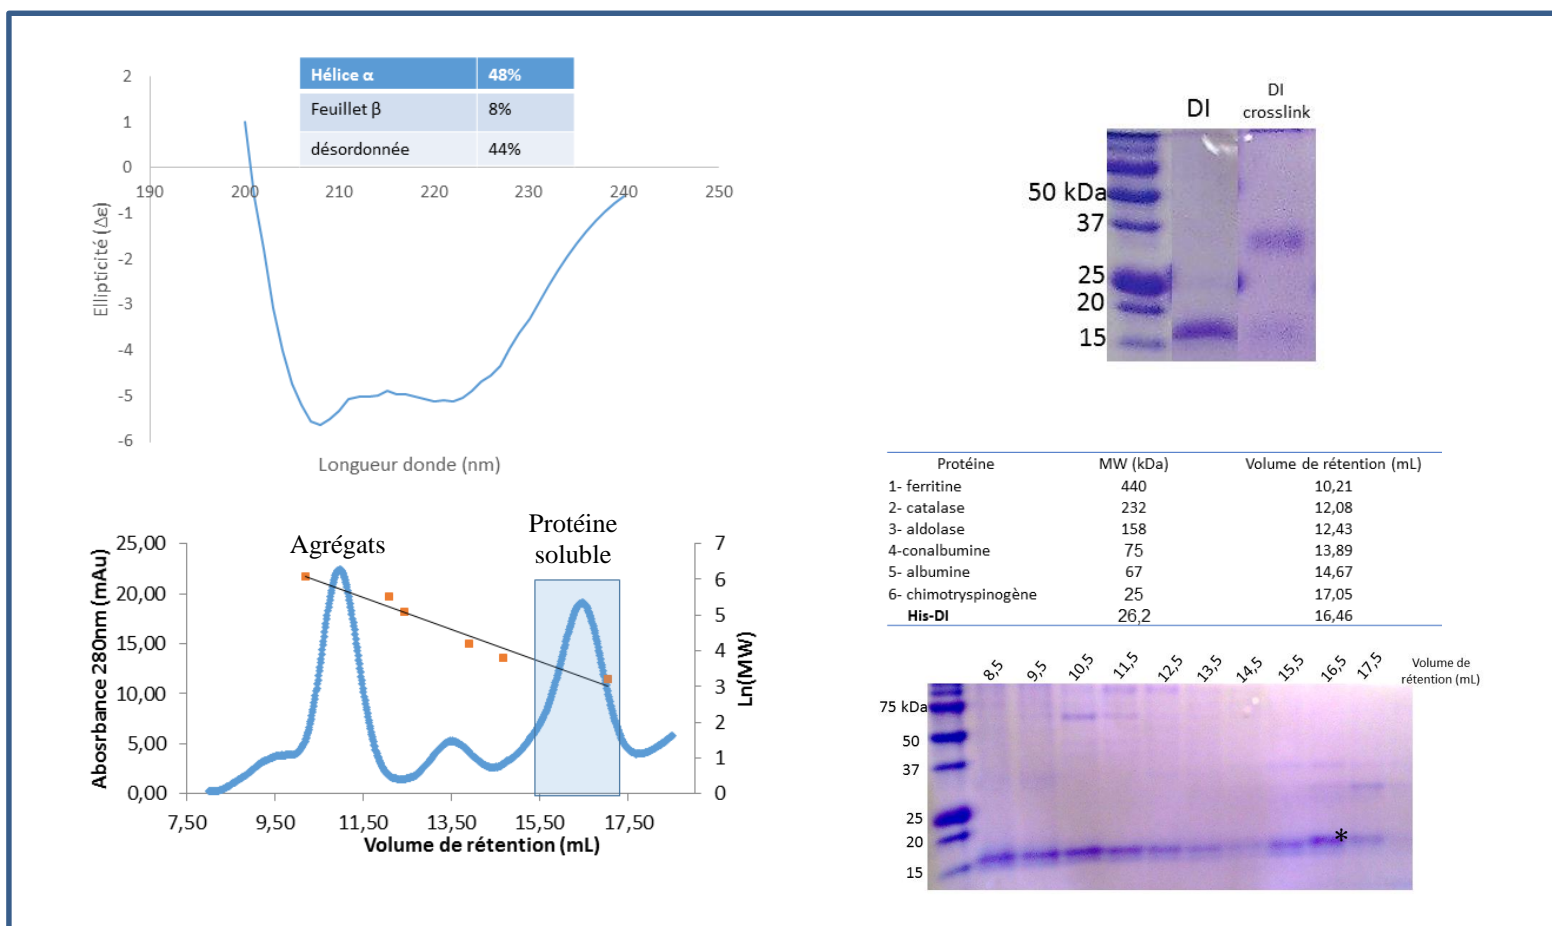 Hélice α 48%
Feuillet β 8%
désordonnée 44%
2
1
0
-1
-2
-3
-4
-5
-6
190 200 210 220 230 240 250
Ellipticité (Δε)
Longueur donde (nm)
DI
DI
crosslink
50 kDa
37
25
20
15
Agrégats
Protéine
soluble
25,00
20,00
15,00
10,00
5,00
0,00
7
6
5
4
3
2
1
0
7,50 9,50 11,50 13,50 15,50 17,50
Abosrbance 280nm (mAu)
Ln(MW)
Volume de rétention (mL)
Protéine MW (kDa) Volume de rétention (mL)
1- ferritine 440 10,21
2- catalase 232 12,08
3- aldolase 158 12,43
4-conalbumine 75 13,89
5- albumine 67 14,67
6- chimotryspinogène 25 17,05
His-DI 26,2 16,46
8,5 9,5 10,5 11,5 12,5 13,5 14,5 15,5 16,5 17,5
Volume de
rétention (mL)
75 kDa
50
37
25
20
15
*